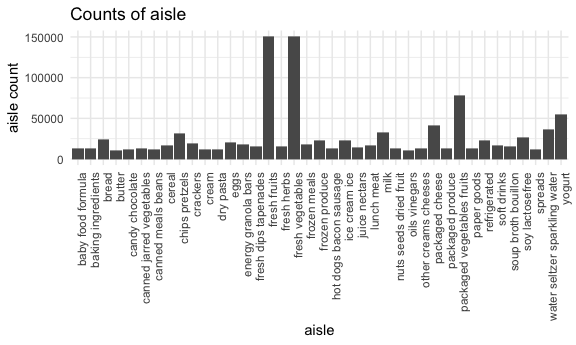 Counts of aisle
aisle count
150000
100000
50000
0
baby food formula
baking ingredients
bread
butter
candy chocolate
canned jarred vegetables
canned meals beans
cereal
chips pretzels
crackers
cream
dry pasta
eggs
energy granola bars
fresh dips tapenades
fresh fruits
fresh herbs
fresh vegetables
frozen meals
frozen produce
hot dogs bacon sausage
ice cream ice
juice nectars
lunch meat
milk
nuts seeds dried fruit
oils vinegars
other creams cheeses
packaged cheese
packaged produce
packaged vegetables fruits
paper goods
refrigerated
soft drinks
soup broth bouillon
soy lactosefree
spreads
water seltzer sparkling water
yogurt
aisle